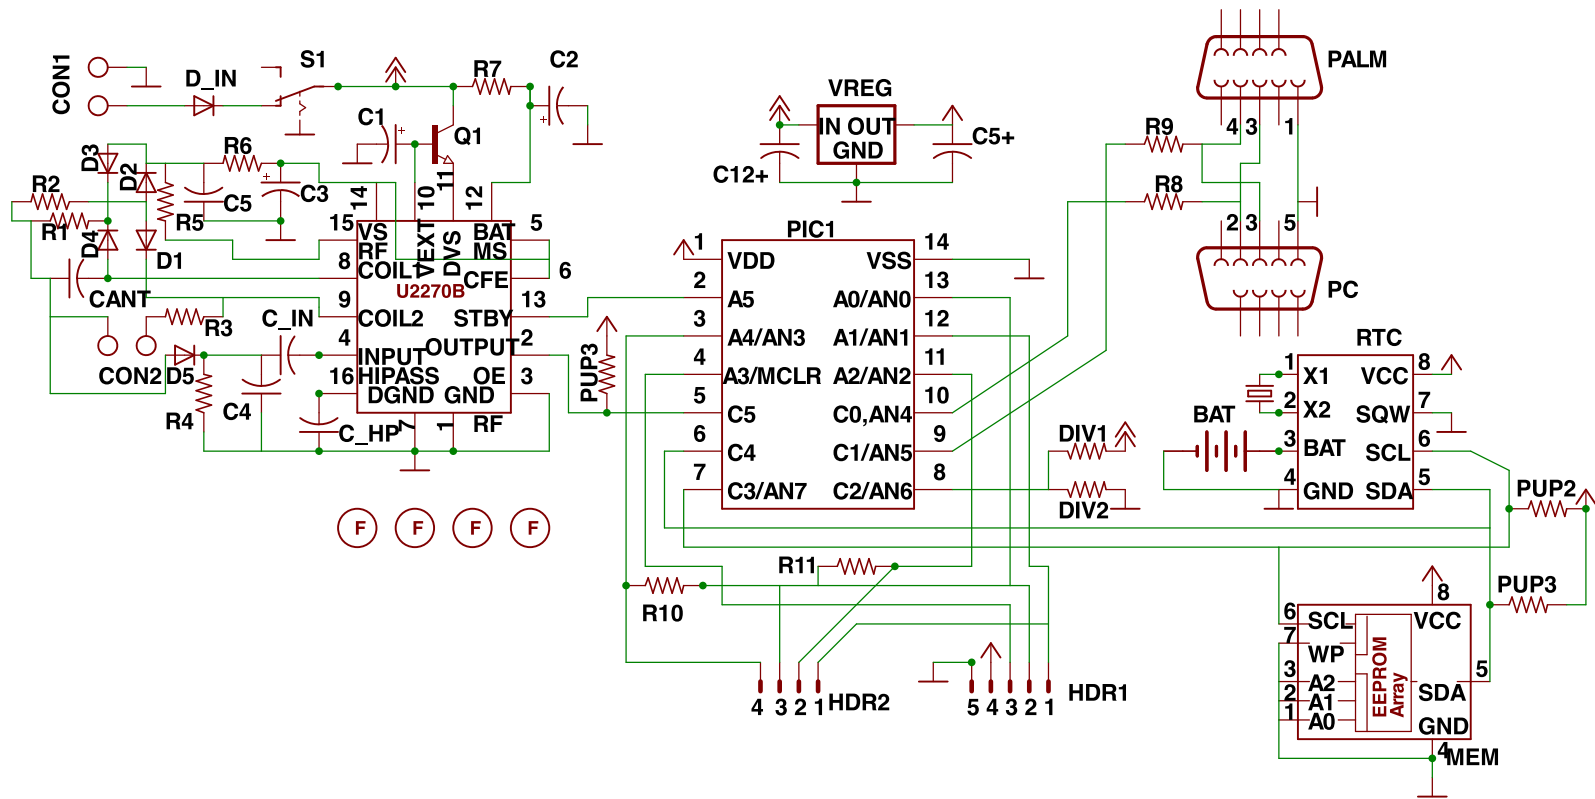 CON1
D_IN
S1
R7
C2
C1
Q1
D3
D2
R6
R2
R1
D4
D1
R5
C5
C3
CANT
R3
C_IN
CON2
D5
R4
C4
C_HP
14
10
11
12
15
VS
RF
8
COIL1
VEXT
DVS
BAT
5
MS
CFE
6
U2270B
9
COIL2
STBY
13
4
INPUT
OUTPUT
2
16
HIPASS
OE
3
DGND
GND
7
1
RF
F
F
F
F
PUP3
VREG
IN OUT
GND
C12+
C5+
PIC1
1
VDD
VSS
14
2
A5
A0/AN0
13
3
A4/AN3
A1/AN1
12
4
A3/MCLR
A2/AN2
11
5
C5
C0,AN4
10
6
C4
C1/AN5
9
7
C3/AN7
C2/AN6
8
DIV1
DIV2
R9
R8
PALM
4 3 1
2 3 5
PC
RTC
1
X1
VCC
8
2
X2
SQW
7
BAT
3
BAT
SCL
6
4
GND
SDA
5
PUP2
PUP3
R11
R10
4 3 2 1
HDR2
5 4 3 2 1
HDR1
8
6
SCL
VCC
7
WP
3
A2
2
A1
1
A0
EEPROM
Array
5
SDA
GND
4
MEM